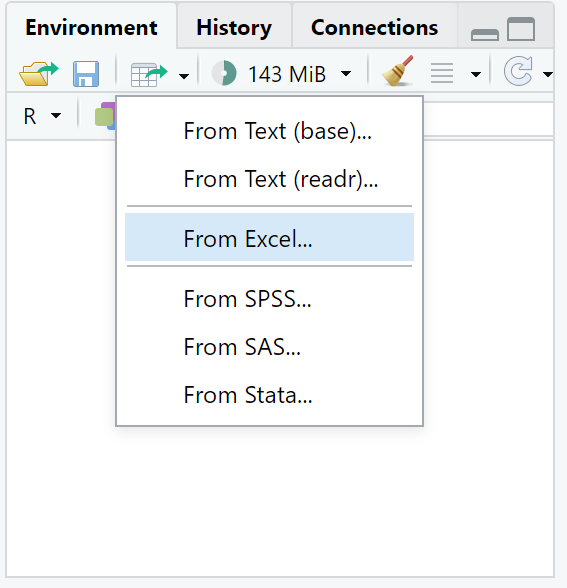 Environment History Connections
143 MiB
R
From Text (base)...
From Text (readr)...
From Excel...
From SPSS...
From SAS...
From Stata...